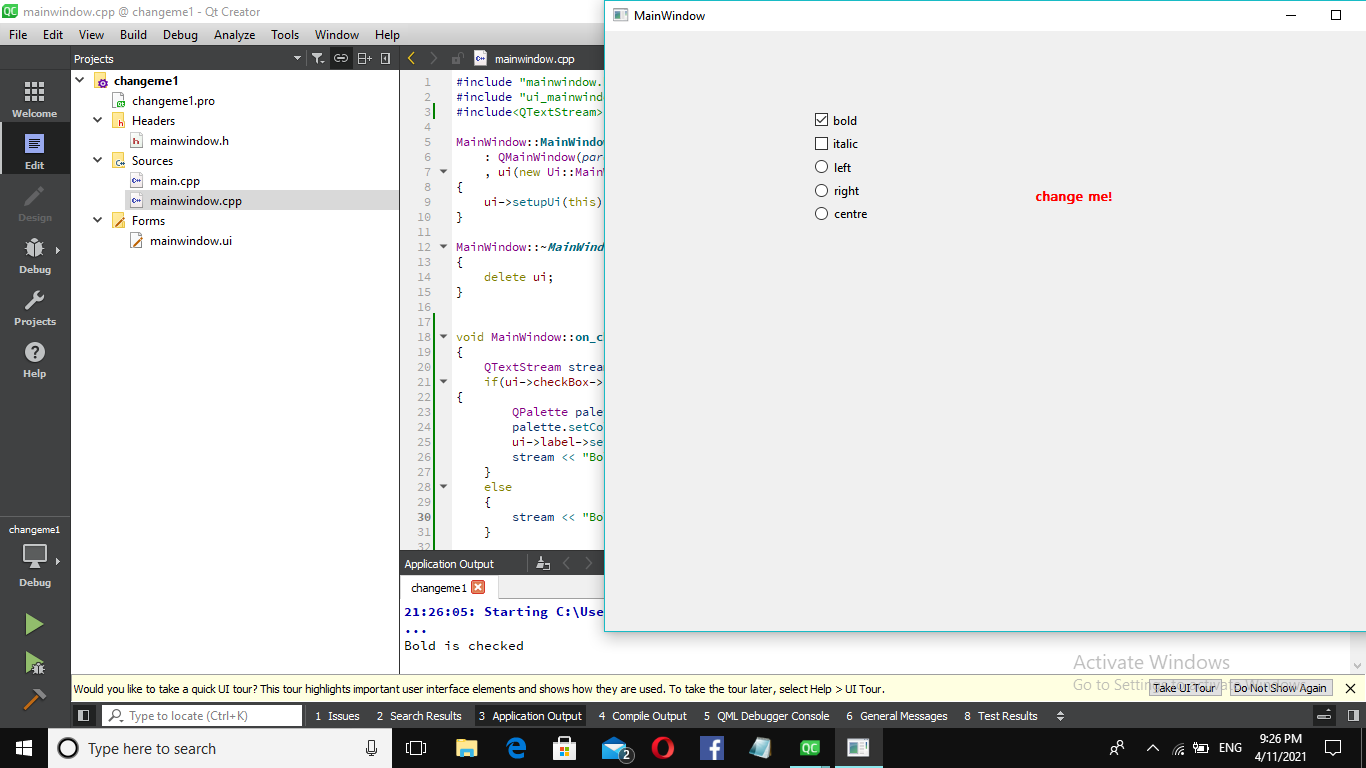 mainwindow.cpp @ changeme1 - Qt Creator
File Edit View Build Debug Analyze Tools Window Help
Projects
changeme1
changeme1.pro
Headers
mainwindow.h
Sources
main.cpp
mainwindow.cpp
Forms
mainwindow.ui
Welcome
Edit
Design
Debug
Projects
Help
changeme1
Debug
mainwindow.cpp
1 #include "mainwindow.
2 #include "ui_mainwind
3 #include<QTextStream>
4
5 MainWindow::MainWindo
6 : QMainWindow(par
7 , ui(new Ui::Main
8 {
9 ui->setupUi(this)
10 }
11
12 MainWindow::~MainWind
13 {
14 delete ui;
15 }
16
17
18 void MainWindow::on_c
19 {
20 QTextStream strea
21 if(ui->checkBox->
22 {
23 QPalette pale
24 palette.setCo
25 ui->label->se
26 stream << "Bo
27 }
28 else
29 {
30 stream << "Bo
31 }
32
MainWindow
bold
italic
left
right
centre
change me!
Application Output
changeme1
21:26:05: Starting C:\Use
...
Bold is checked
Activate Windows
Would you like to take a quick UI tour? This tour highlights important user interface elements and shows how they are used. To take the tour later, select Help > UI Tour.
Go to Settings to activate Windows.
Take UI Tour
Do Not Show Again
Type to locate (Ctrl+K)
1 Issues 2 Search Results 3 Application Output 4 Compile Output 5 QML Debugger Console 6 General Messages 8 Test Results
Type here to search
2
QC
ENG
9:26 PM
4/11/2021